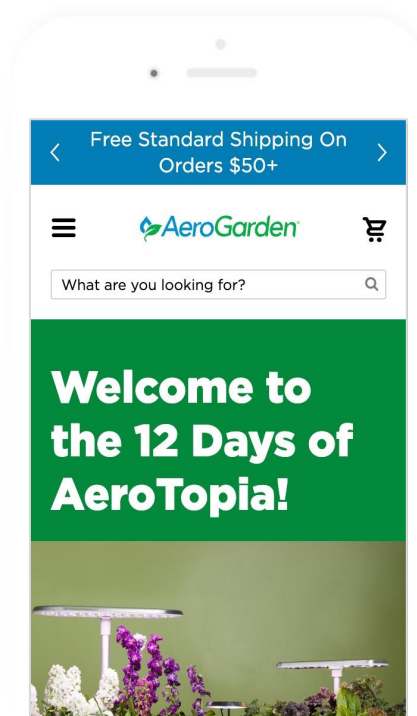 Free Standard Shipping On
Orders $50+
AeroGarden
What are you looking for?
Welcome to
the 12 Days of
AeroTopia!